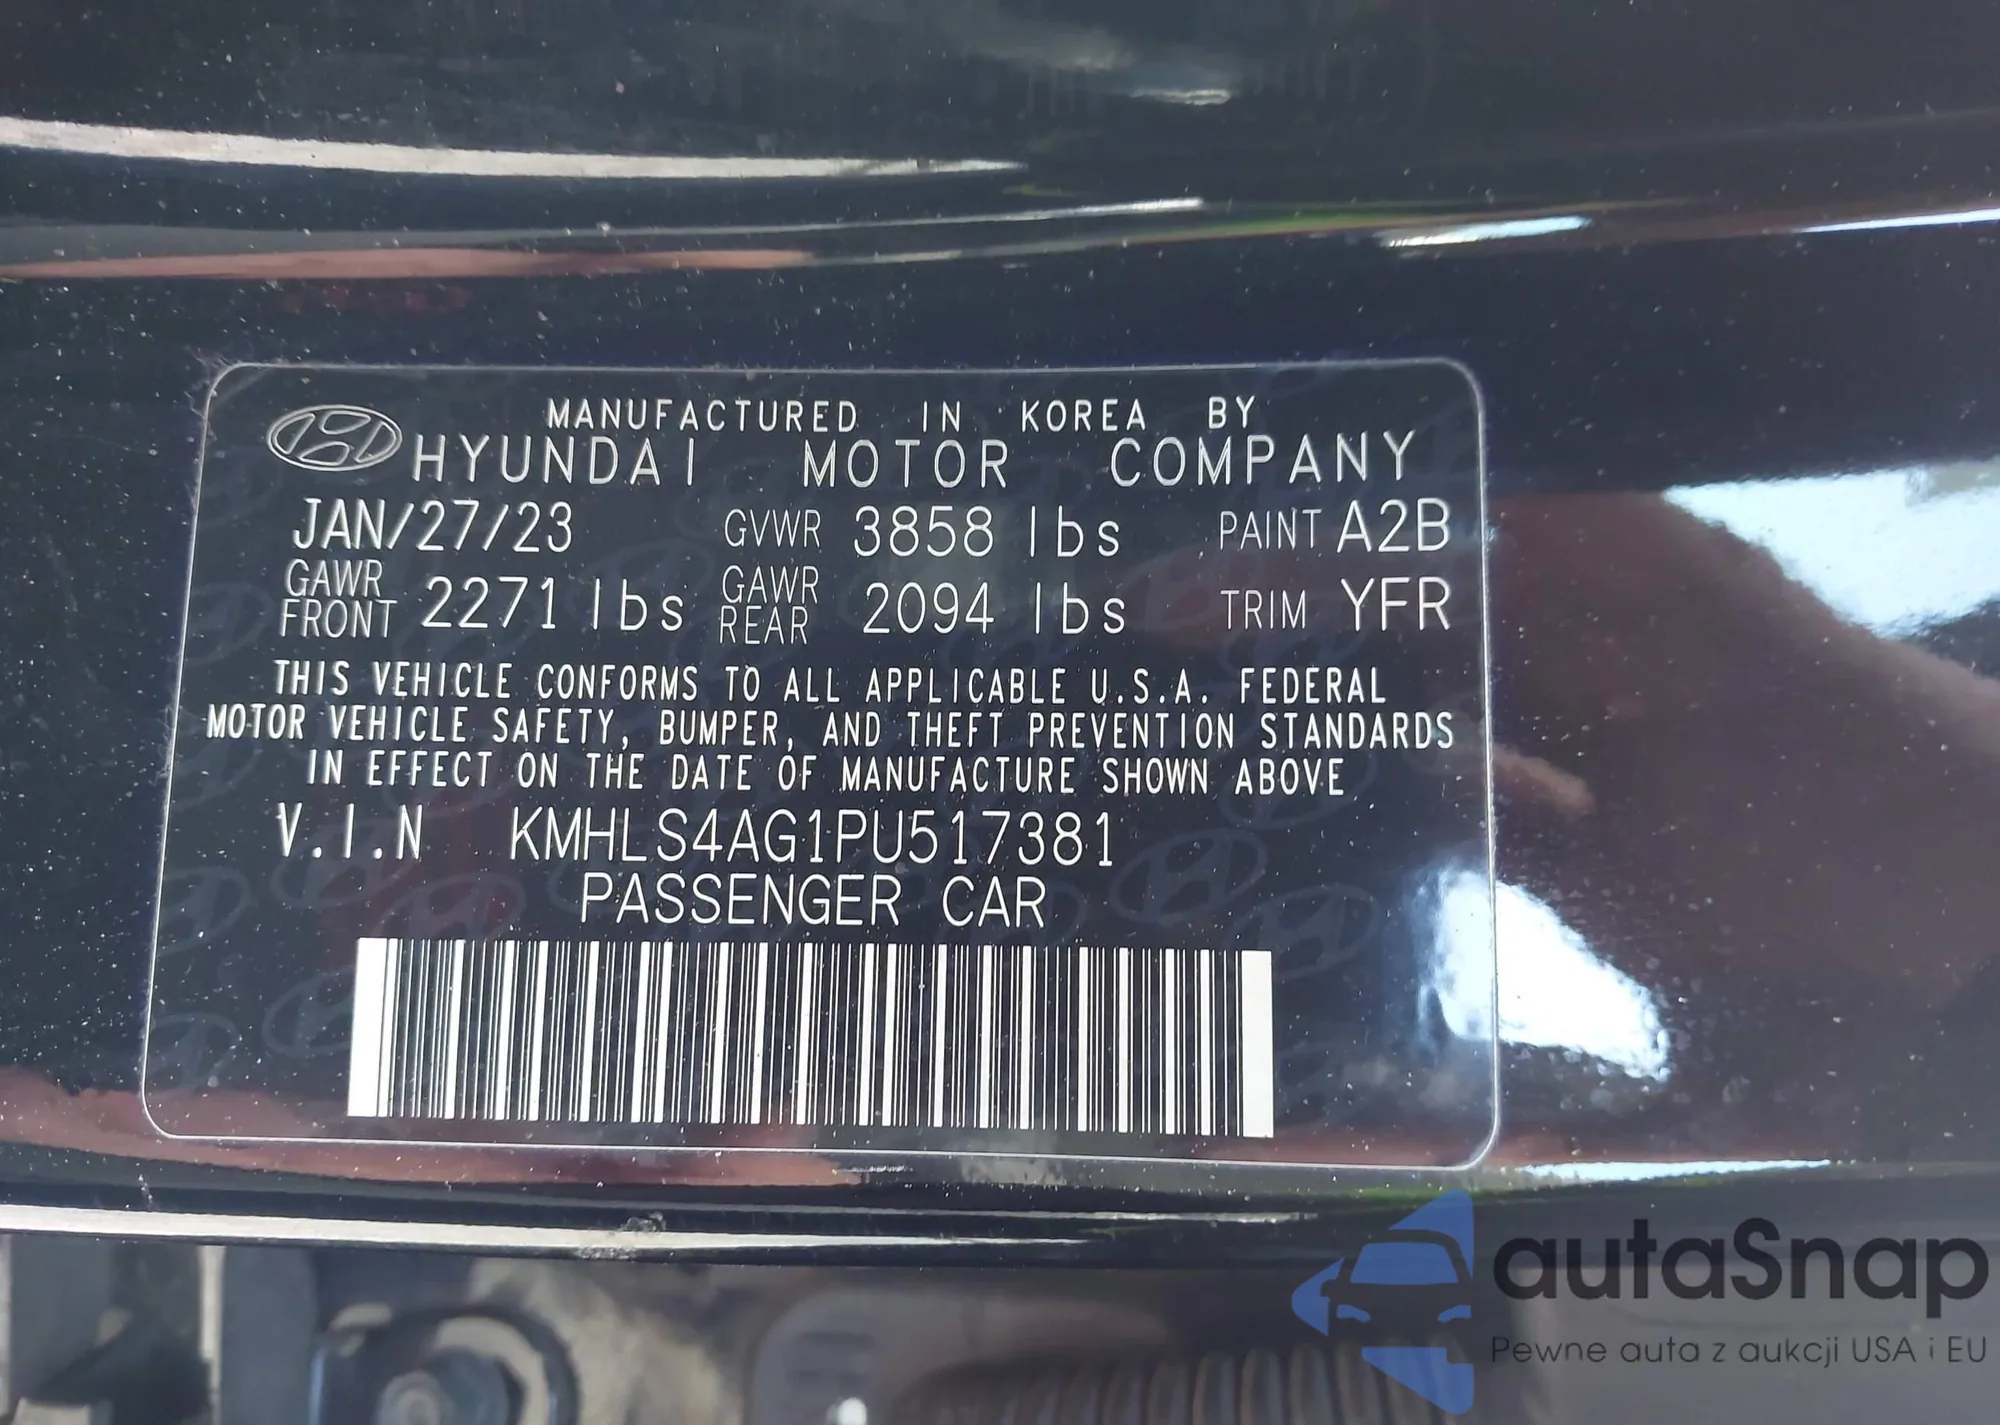 MANUFACTURED IN KOREA BY
HYUNDAI MOTOR COMPANY
JAN/27/23 GVWR 3858 lbs PAINT A2B
GAWR FRONT 2271 lbs GAWR REAR 2094 lbs TRIM YFR
THIS VEHICLE CONFORMS TO ALL APPLICABLE U.S.A. FEDERAL
MOTOR VEHICLE SAFETY, BUMPER, AND THEFT PREVENTION STANDARDS
IN EFFECT ON THE DATE OF MANUFACTURE SHOWN ABOVE
V.I.N KMHLS4AG1PU517381
PASSENGER CAR
autaSnap
Pewne auta z aukcji USA i EU